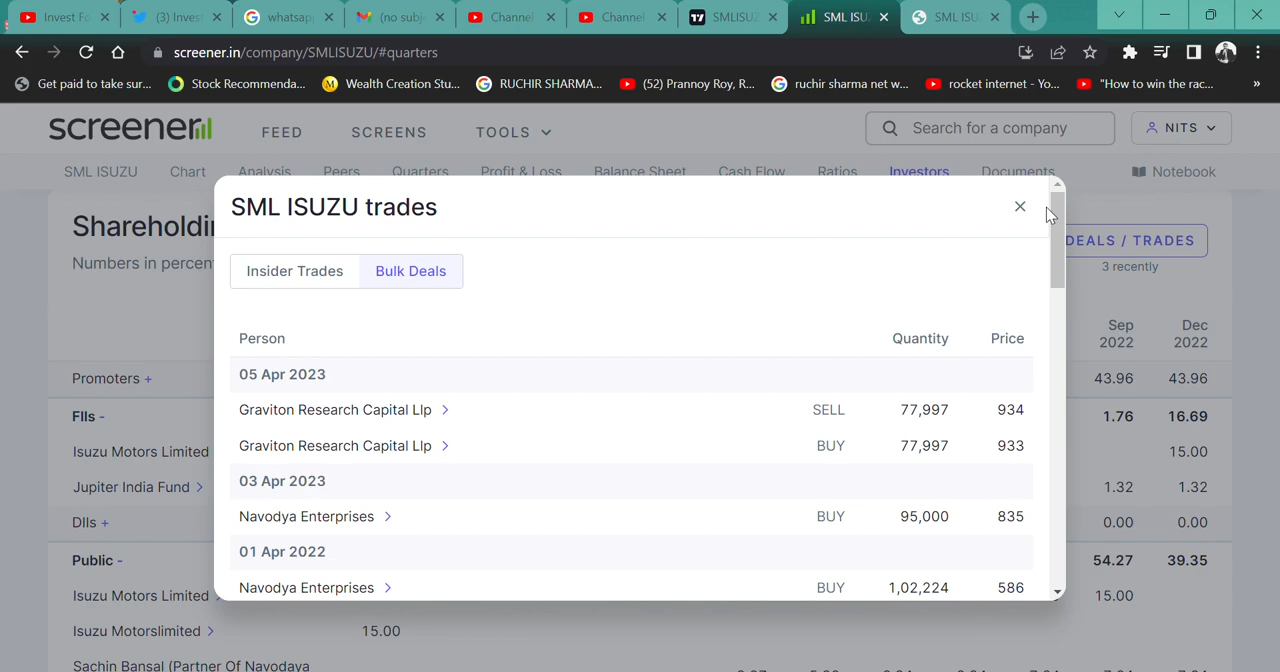 Invest Fo
(3) Invest
whatsapp
(no subj
Channel
Channel
SMLISUZ
SML ISU
SML ISU
screener.in/company/SMLISUZU/#quarters
Get paid to take sur...
Stock Recommenda...
Wealth Creation Stu...
RUCHIR SHARMA...
(52) Prannoy Roy, R...
ruchir sharma net w...
rocket internet - Yo...
"How to win the rac...
»
screener
FEED
SCREENS
TOOLS
Search for a company
NITS
SML ISUZU
Chart
Analysis
Peers
Quarters
Profit & Loss
Balance Sheet
Cash Flow
Ratios
Investors
Documents
Notebook
Shareholdi
Numbers in percen
DEALS / TRADES
3 recently
SML ISUZU trades
Insider Trades
Bulk Deals
Person Quantity Price
05 Apr 2023
Graviton Research Capital Llp SELL 77,997 934
Graviton Research Capital Llp BUY 77,997 933
03 Apr 2023
Navodya Enterprises BUY 95,000 835
01 Apr 2022
Navodya Enterprises BUY 1,02,224 586
Sep 2022 Dec 2022
Promoters + 43.96 43.96
FIIs - 1.76 16.69
Isuzu Motors Limited 15.00
Jupiter India Fund 1.32 1.32
DIIs + 0.00 0.00
Public - 54.27 39.35
Isuzu Motors Limited 15.00
Isuzu Motorslimited 15.00
Sachin Bansal (Partner Of Navodaya